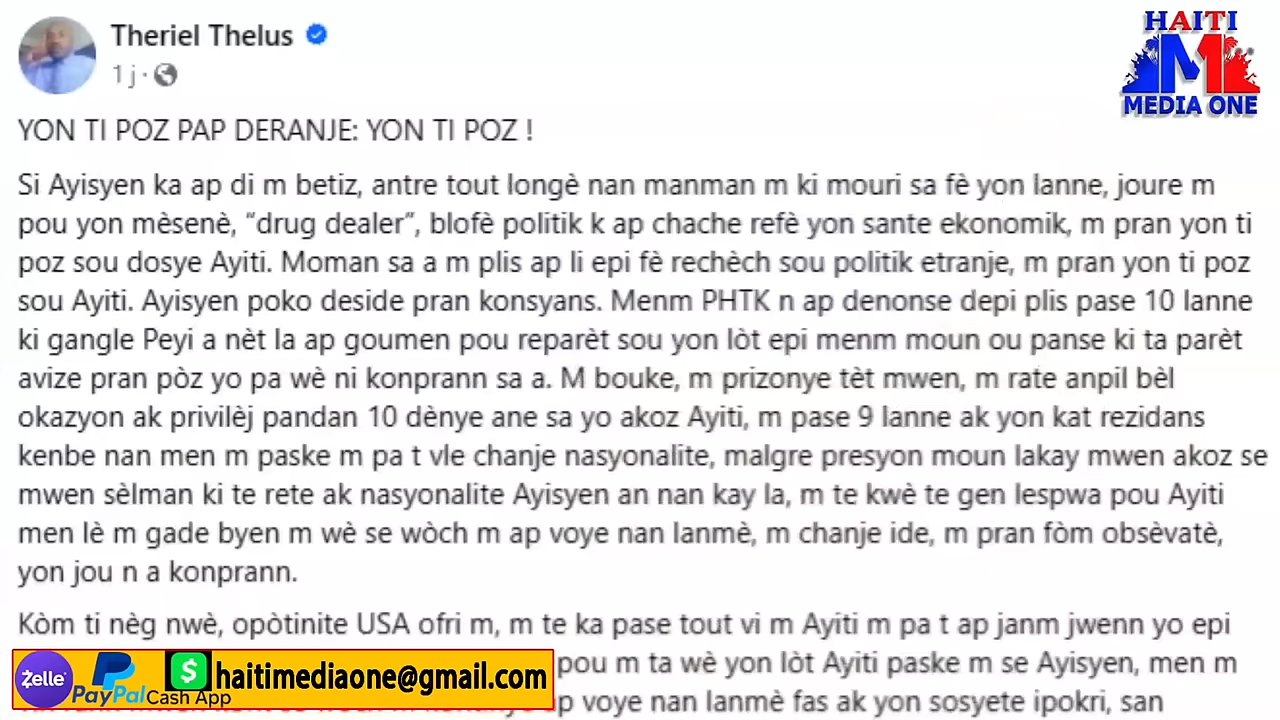 Theriel Thelus
1 j ·
HAITI
M
MEDIA ONE
YON TI POZ PAP DERANJE: YON TI POZ !
Si Ayisyen ka ap di m betiz, antre tout longè nan manman m ki mouri sa fè yon lanne, joure m
pou yon mèsenè, “drug dealer”, blofè politik k ap chache refè yon sante ekonomik, m pran yon ti
poz sou dosye Ayiti. Moman sa a m plis ap li epi fè rechèch sou politik etranje, m pran yon ti poz
sou Ayiti. Ayisyen poko deside pran konsyans. Menm PHTK n ap denonse depi plis pase 10 lanne
ki gangle Peyi a nèt la ap goumen pou reparèt sou yon lòt epi menm moun ou panse ki ta parèt
avize pran pòz yo pa wè ni konprann sa a. M bouke, m prizonye tèt mwen, m rate anpil bèl
okazyon ak privilèj pandan 10 dènye ane sa yo akoz Ayiti, m pase 9 lanne ak yon kat rezidans
kenbe nan men m paske m pa t vle chanje nasyonalite, malgre presyon moun lakay mwen akoz se
mwen sèlman ki te rete ak nasyonalite Ayisyen an nan kay la, m te kwè te gen lespwa pou Ayiti
men lè m gade byen m wè se wòch m ap voye nan lanmè, m chanje ide, m pran fòm obsèvatè,
yon jou n a konprann.
Kòm ti nèg nwè, opòtinite USA ofri m, m te ka pase tout vi m Ayiti m pa t ap janm jwenn yo epi
pou m ta wè yon lòt Ayiti paske m se Ayisyen, men m
ap voye nan lanmè fas ak yon sosyete ipokri, san
Zelle
PayPal
$
Cash App
haitimediaone@gmail.com